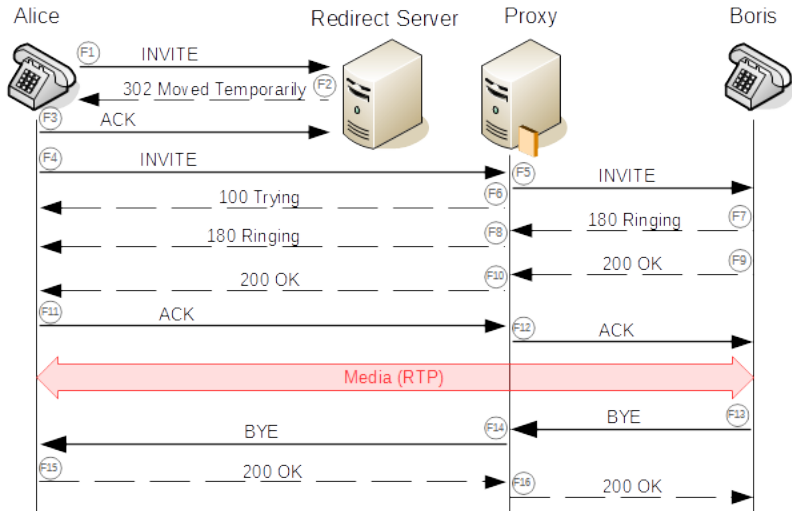 Alice
Redirect Server
Proxy
Boris
F1
INVITE
302 Moved Temporarily
F2
F3
ACK
F4
INVITE
F5
INVITE
100 Trying
F6
180 Ringing
F7
180 Ringing
F8
200 OK
F9
200 OK
F10
F11
ACK
F12
ACK
Media (RTP)
BYE
F13
BYE
F14
F15
200 OK
F16
200 OK